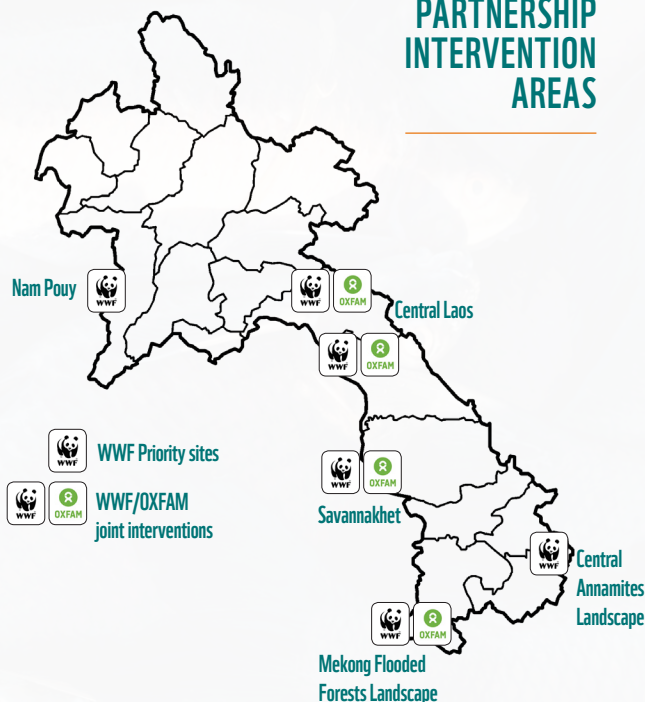 PARTNERSHIP
INTERVENTION
AREAS
Nam Pouy
WWF
WWF
OXFAM
Central Laos
WWF
OXFAM
WWF
WWF Priority sites
WWF
OXFAM
WWF/OXFAM
joint interventions
WWF
OXFAM
Savannakhet
WWF
Central
Annamites
Landscape
WWF
OXFAM
Mekong Flooded
Forests Landscape